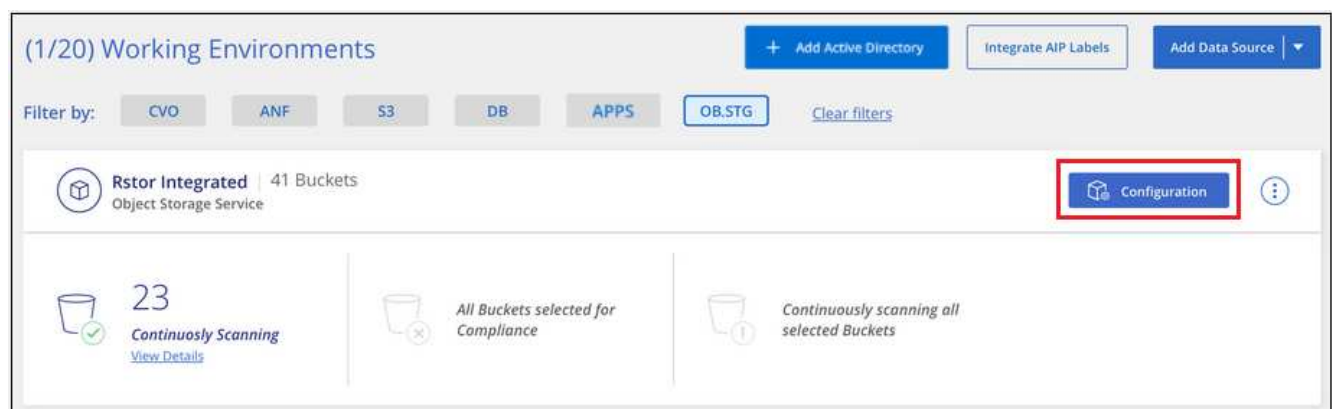 (1/20) Working Environments
+ Add Active Directory
Integrate AIP Labels
Add Data Source
Filter by:
CVO
ANF
S3
DB
APPS
OB.STG
Clear filters
Rstor Integrated | 41 Buckets
Object Storage Service
Configuration
23
Continuosly Scanning
View Details
All Buckets selected for
Compliance
Continuously scanning all
selected Buckets